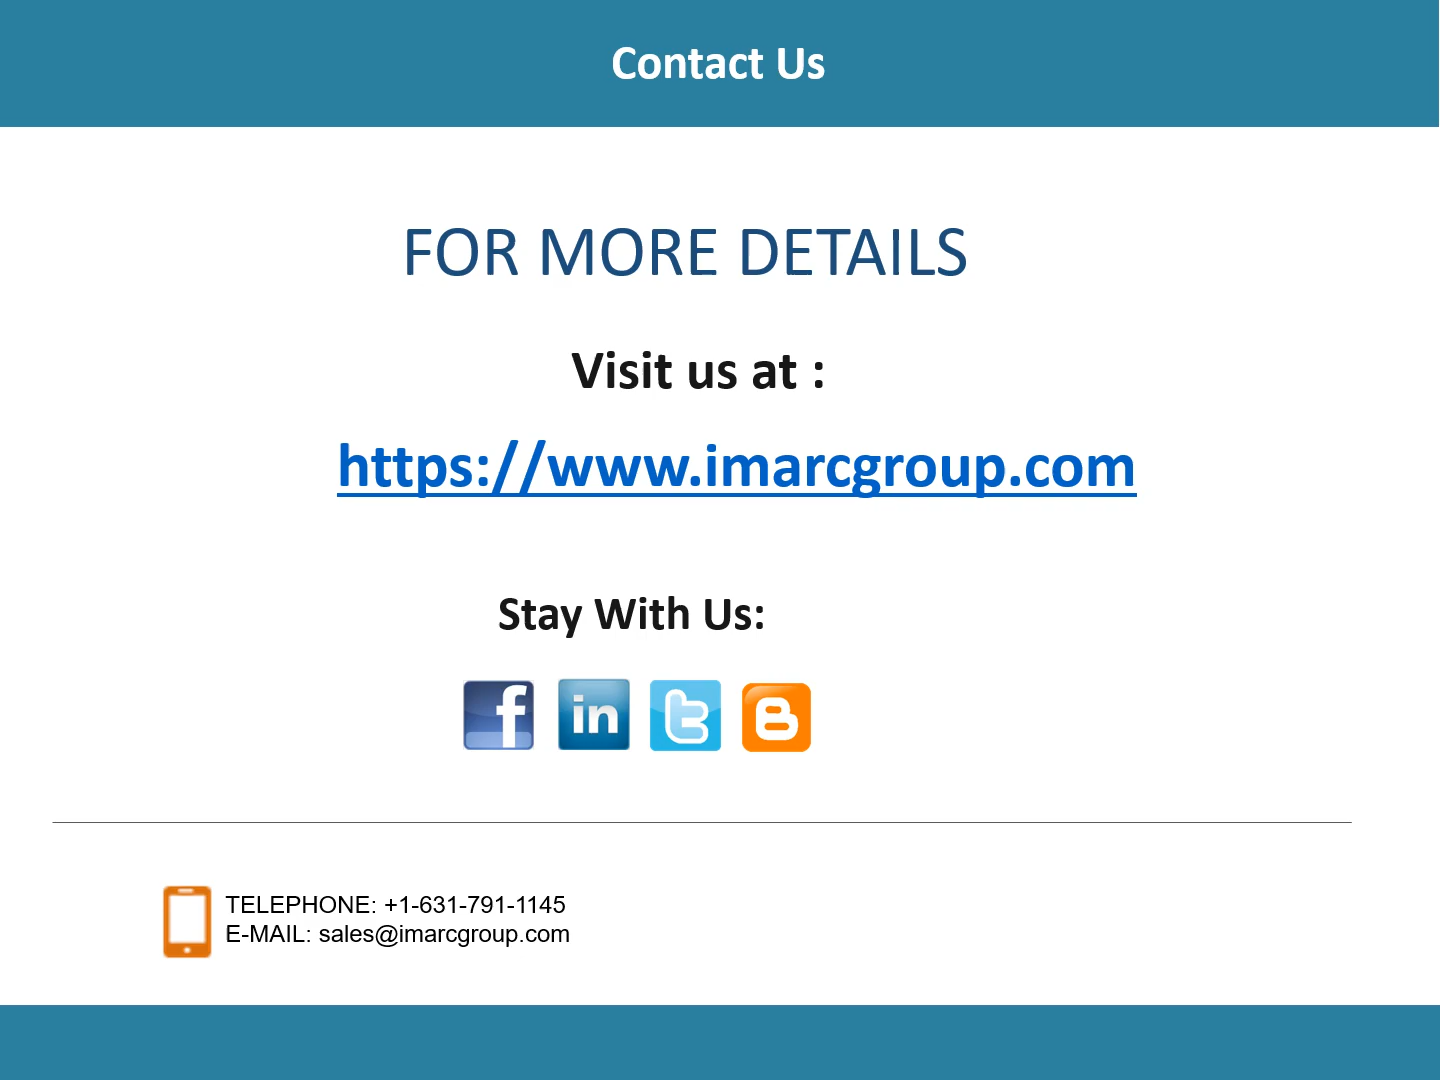 Contact Us
FOR MORE DETAILS
Visit us at :
https://www.imarcgroup.com
Stay With Us:
f in t B
TELEPHONE: +1-631-791-1145
E-MAIL: sales@imarcgroup.com